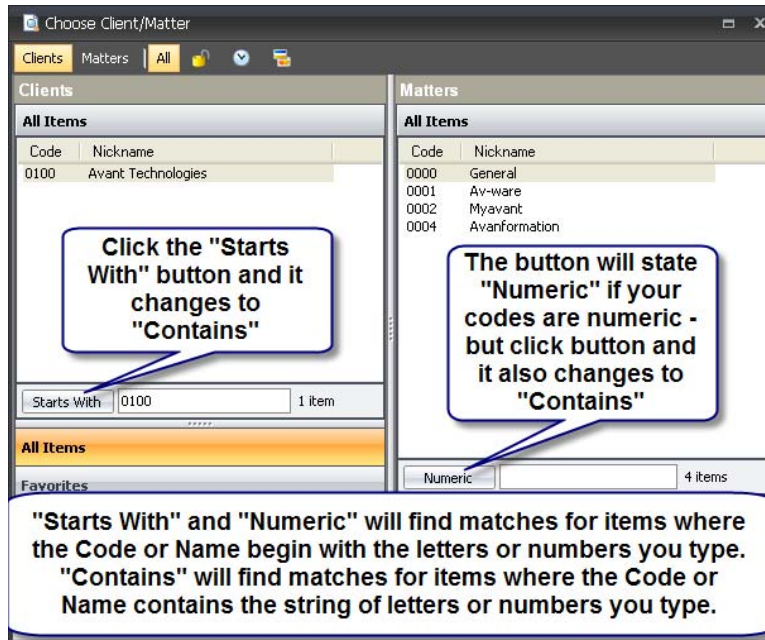 Choose Client/Matter
Clients Matters All
Clients
All Items
Code Nickname
0100 Avant Technologies
Click the "Starts
With" button and it
changes to
"Contains"
Starts With 0100 1 item
All Items
Favorites
Matters
All Items
Code Nickname
0000 General
0001 Av-ware
0002 Myavant
0004 Avanformation
The button will state
"Numeric" if your
codes are numeric -
but click button and
it also changes to
"Contains"
Numeric 4 items
"Starts With" and "Numeric" will find matches for items where
the Code or Name begin with the letters or numbers you type.
"Contains" will find matches for items where the Code or
Name contains the string of letters or numbers you type.